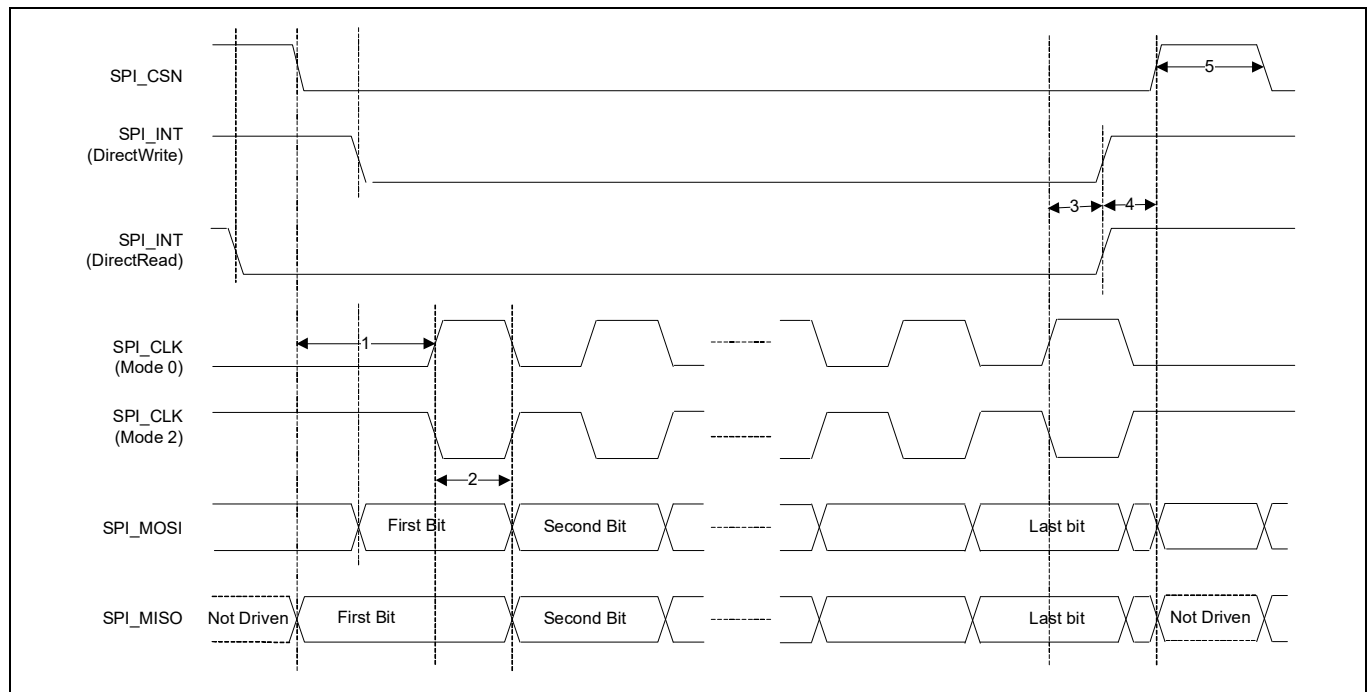 SPI_CSN
5
SPI_INT
(DirectWrite)
3
4
SPI_INT
(DirectRead)
1
SPI_CLK
(Mode 0)
SPI_CLK
(Mode 2)
2
SPI_MOSI
First Bit
Second Bit
Last bit
SPI_MISO
Not Driven
First Bit
Second Bit
Last bit
Not Driven